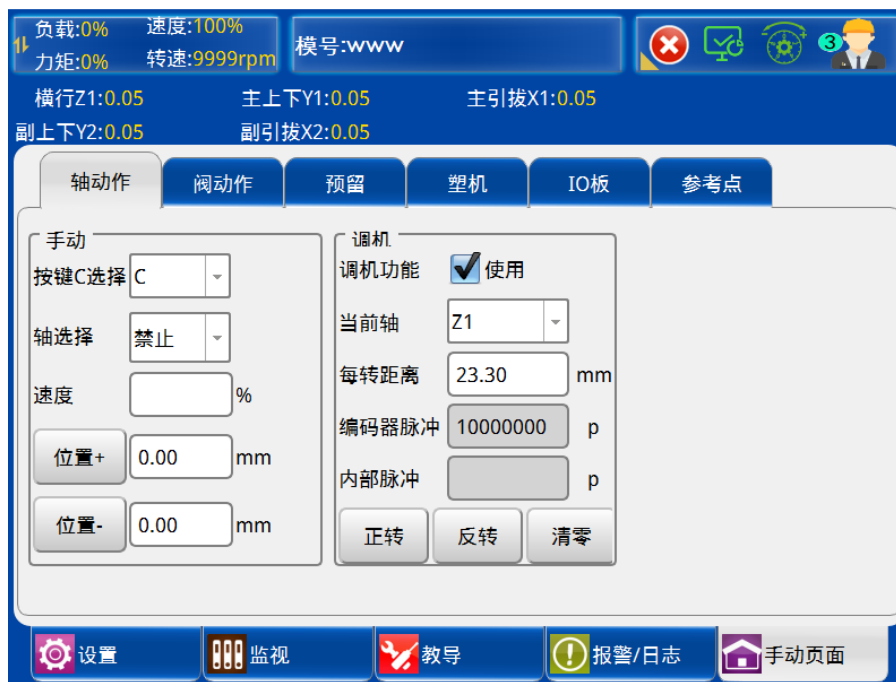 负载:0% 速度:100%
力矩:0% 转速:9999rpm
模号:www
3
横行Z1:0.05 主上下Y1:0.05 主引拔X1:0.05
副上下Y2:0.05 副引拔X2:0.05
轴动作 阀动作 预留 塑机 IO板 参考点
手动
按键C选择 C
轴选择 禁止
速度 %
位置+ 0.00 mm
位置- 0.00 mm
调机
调机功能 使用
当前轴 Z1
每转距离 23.30 mm
编码器脉冲 10000000 p
内部脉冲 p
正转 反转 清零
设置 监视 教导 报警/日志 手动页面